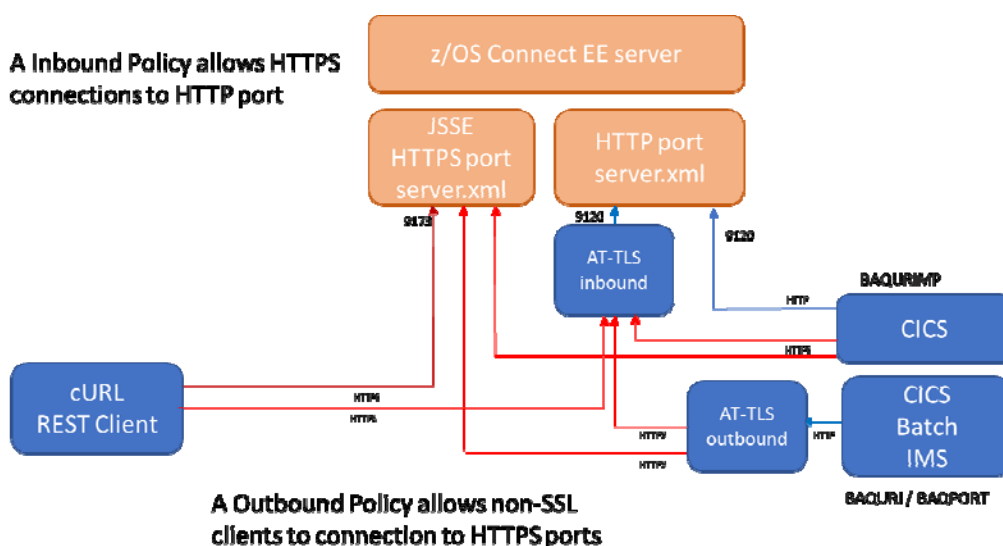 z/OS Connect EE server
A Inbound Policy allows HTTPS
connections to HTTP port
JSSE
HTTPS port
server.xml
HTTP port
server.xml
9173
9120
9120
AT-TLS
inbound
BAQURIMP
HTTP
CICS
HTTPS
cURL
REST Client
HTTPS
HTTPS
AT-TLS
outbound
HTTPS
HTTPS
HTTP
CICS
Batch
IMS
BAQURI / BAQPORT
A Outbound Policy allows non-SSL
clients to connection to HTTPS ports